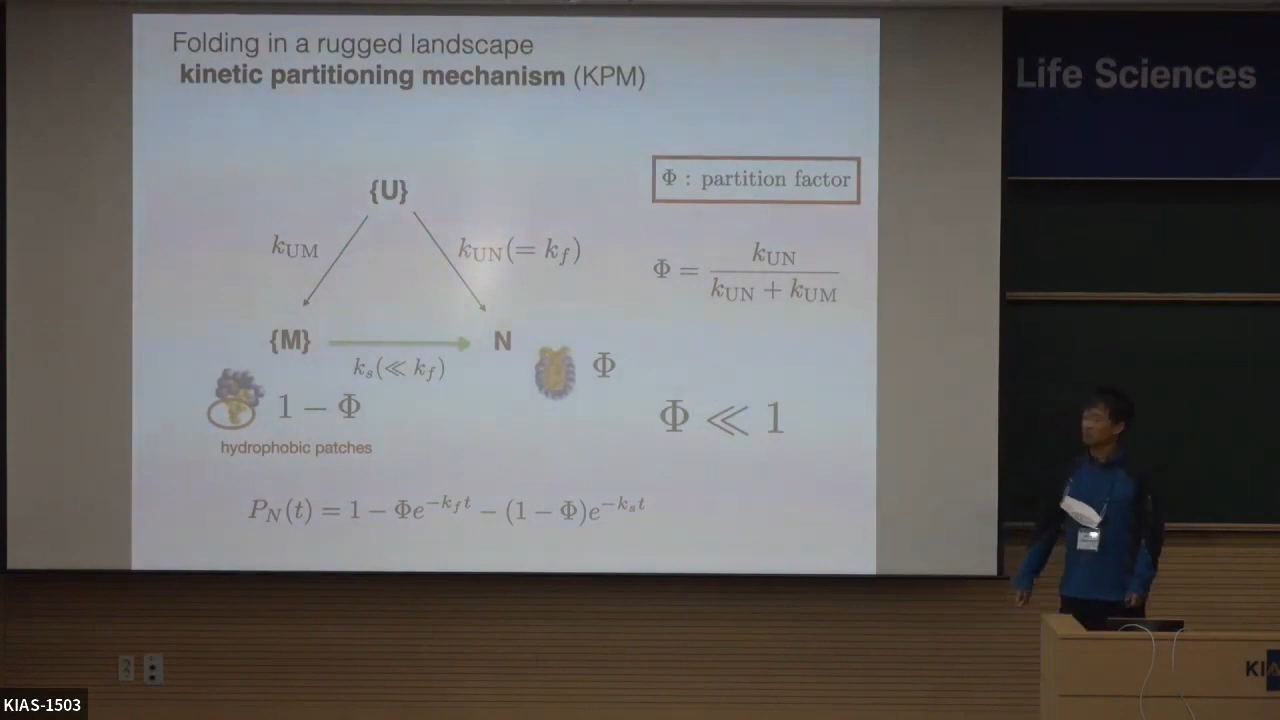 Folding in a rugged landscape
kinetic partitioning mechanism (KPM)
Life Sciences
{U}
Φ : partition factor
k_UM
k_UN(= k_f)
Φ = k_UN / (k_UN + k_UM)
{M}
N
k_s(≪ k_f)
Φ
1 − Φ
Φ ≪ 1
hydrophobic patches
P_N(t) = 1 − Φe^{−k_f t} − (1 − Φ)e^{−k_s t}
KIA
KIAS-1503